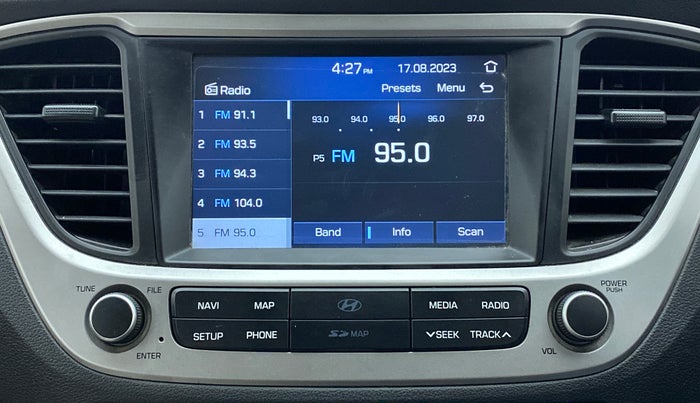 4:27 PM 17.08.2023
Radio Presets Menu
1 FM 91.1
2 FM 93.5
3 FM 94.3
4 FM 104.0
5 FM 95.0
93.0 94.0 95.0 96.0 97.0
P5 FM 95.0
Band Info Scan
TUNE FILE
ENTER
NAVI MAP
SETUP PHONE
SD MAP
MEDIA RADIO
SEEK TRACK
POWER
PUSH
VOL